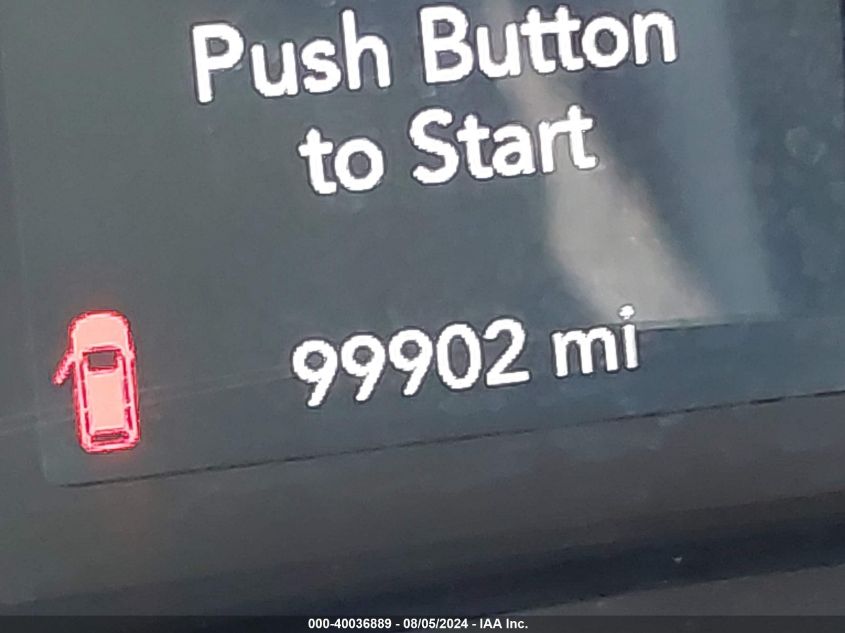 Push Button
to Start
99902 mi
000-40036889 - 08/05/2024 - IAA Inc.